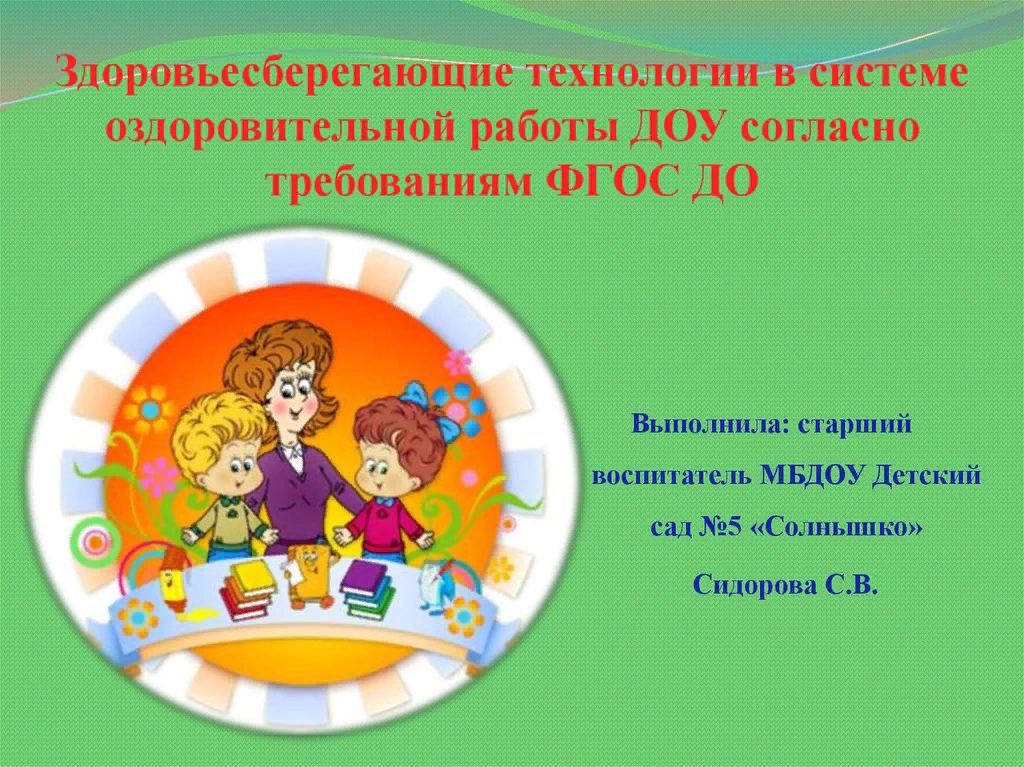 Здоровьесберегающие технологии в системе
оздоровительной работы ДОУ согласно
требованиям ФГОС ДО
Выполнила: старший
воспитатель МБДОУ Детский
сад №5 «Солнышко»
Сидорова С.В.